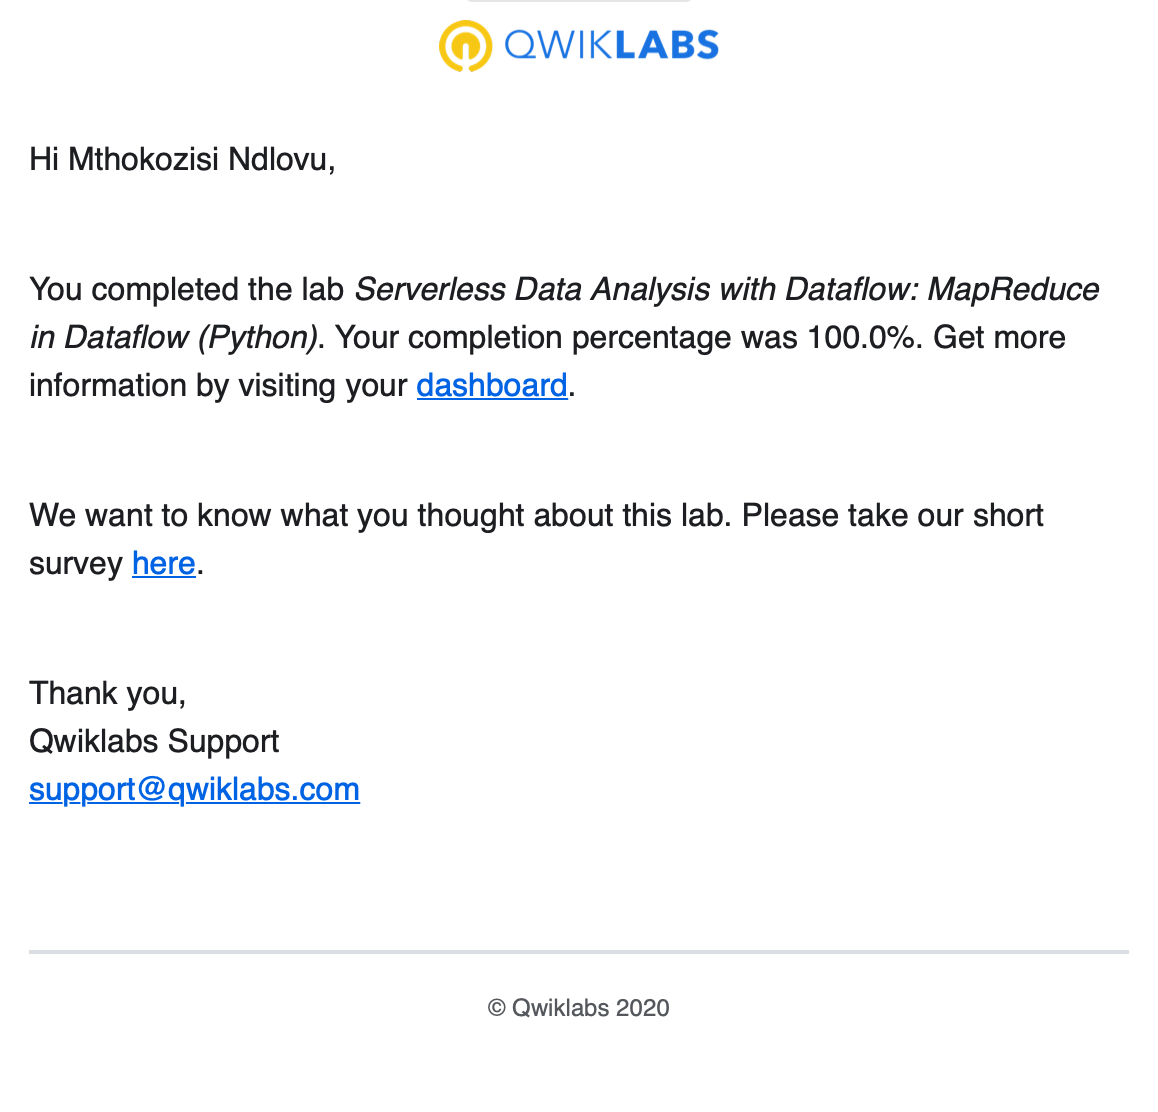 QWIKLABS
Hi Mthokozisi Ndlovu,
You completed the lab Serverless Data Analysis with Dataflow: MapReduce
in Dataflow (Python). Your completion percentage was 100.0%. Get more
information by visiting your dashboard.
We want to know what you thought about this lab. Please take our short
survey here.
Thank you,
Qwiklabs Support
support@qwiklabs.com
© Qwiklabs 2020